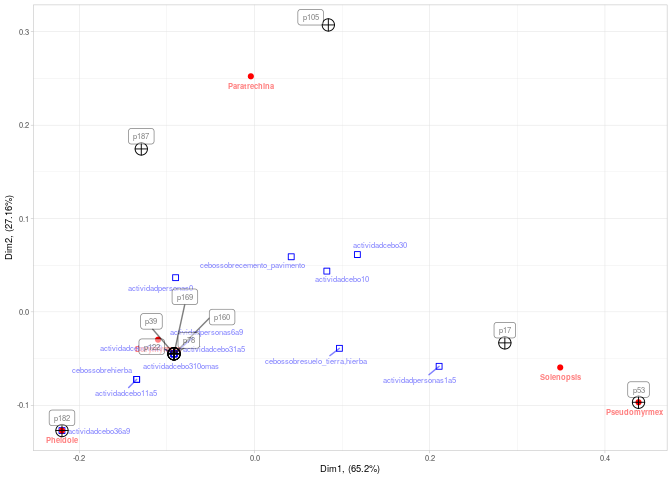 0.3
p105
Paratrechina
0.2
p187
0.1
Dim2, (27.16%)
actividadcebo30
cebossobrecemento_pavimento
actividadcebo10
actividadpersonas0
p169
0.0
p39
p160
actividadpersonas6a9
p17
p78
p122
actividadcebo31a5
cebossobresuelo_tierra,hierba
actividadcebo310omas
cebossobrehierba
actividadpersonas1a5
Solenopsis
actividadcebo11a5
p53
-0.1
Pseudomyrmex
p182
actividadcebo36a9
Pheidole
-0.2
0.0
0.2
0.4
Dim1, (65.2%)